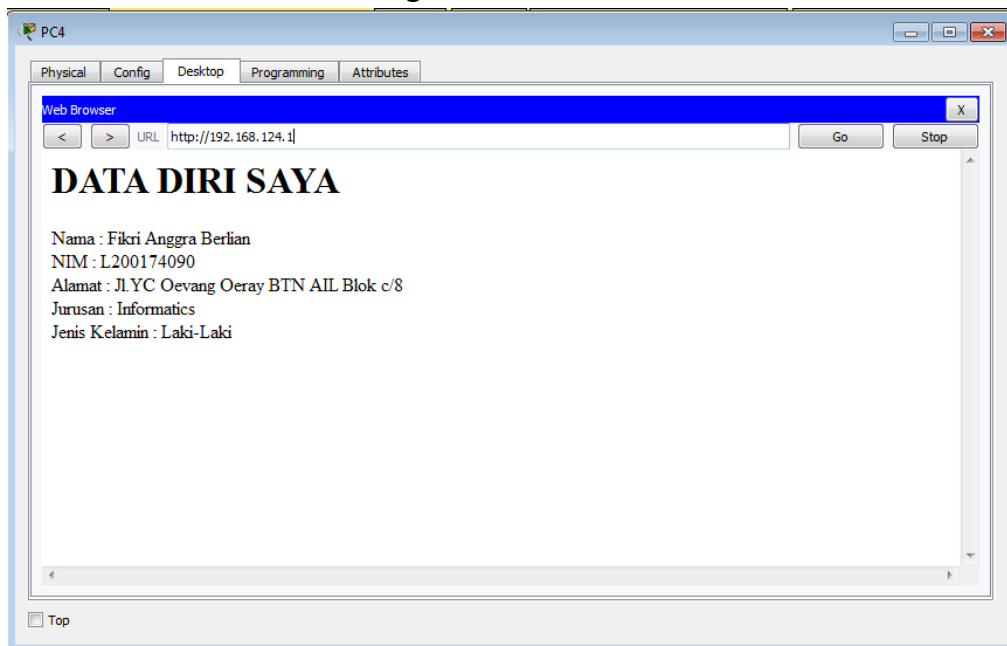 PC4
Physical Config Desktop Programming Attributes
Web Browser X
< > URL http://192.168.124.1 Go Stop
DATA DIRI SAYA
Nama : Fikri Anggra Berlian
NIM : L200174090
Alamat : Jl.YC Oevang Oeray BTN AIL Blok c/8
Jurusan : Informatics
Jenis Kelamin : Laki-Laki
Top